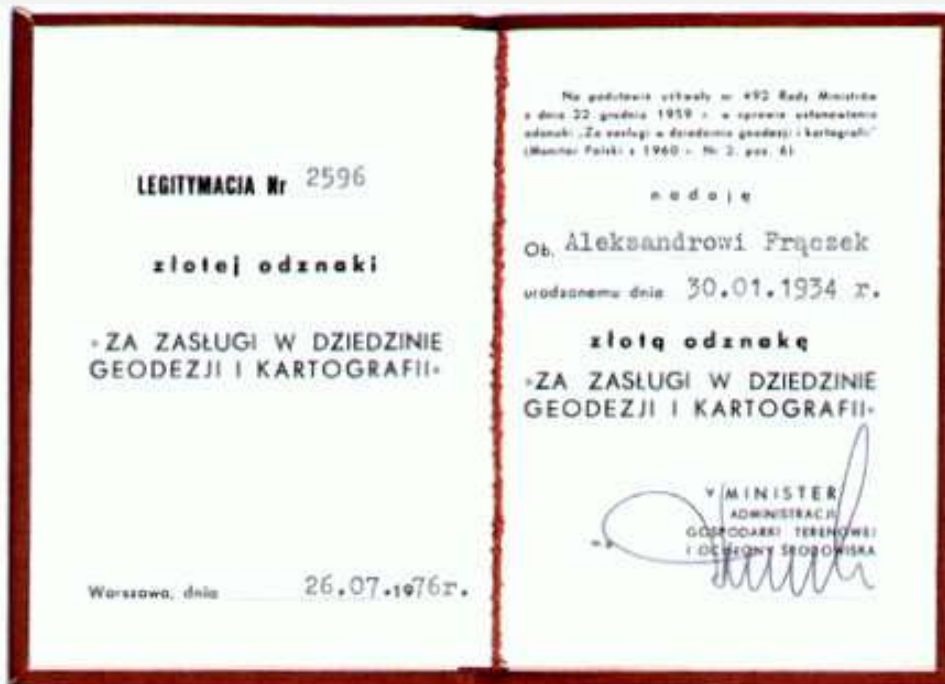 LEGITYMACJA Nr 2596
złotej odznaki
»ZA ZASŁUGI W DZIEDZINIE
GEODEZJI I KARTOGRAFII«
Warszawa, dnia 26.07.1976r.
Na podstawie uchwały nr 492 Rady Ministrów
z dnia 22 grudnia 1959 r. w sprawie ustanowienia
odznaki „Za zasługi w dziedzinie geodezji i kartografii"
(Monitor Polski z 1960 r. Nr 2, poz. 6)
nadaję
Ob. Aleksandrowi Frączek
urodzonemu dnia 30.01.1934 r.
złotą odznakę
»ZA ZASŁUGI W DZIEDZINIE
GEODEZJI I KARTOGRAFII«
MINISTER
ADMINISTRACJI
GOSPODARKI TERENOWEJ
I OCHRONY ŚRODOWISKA